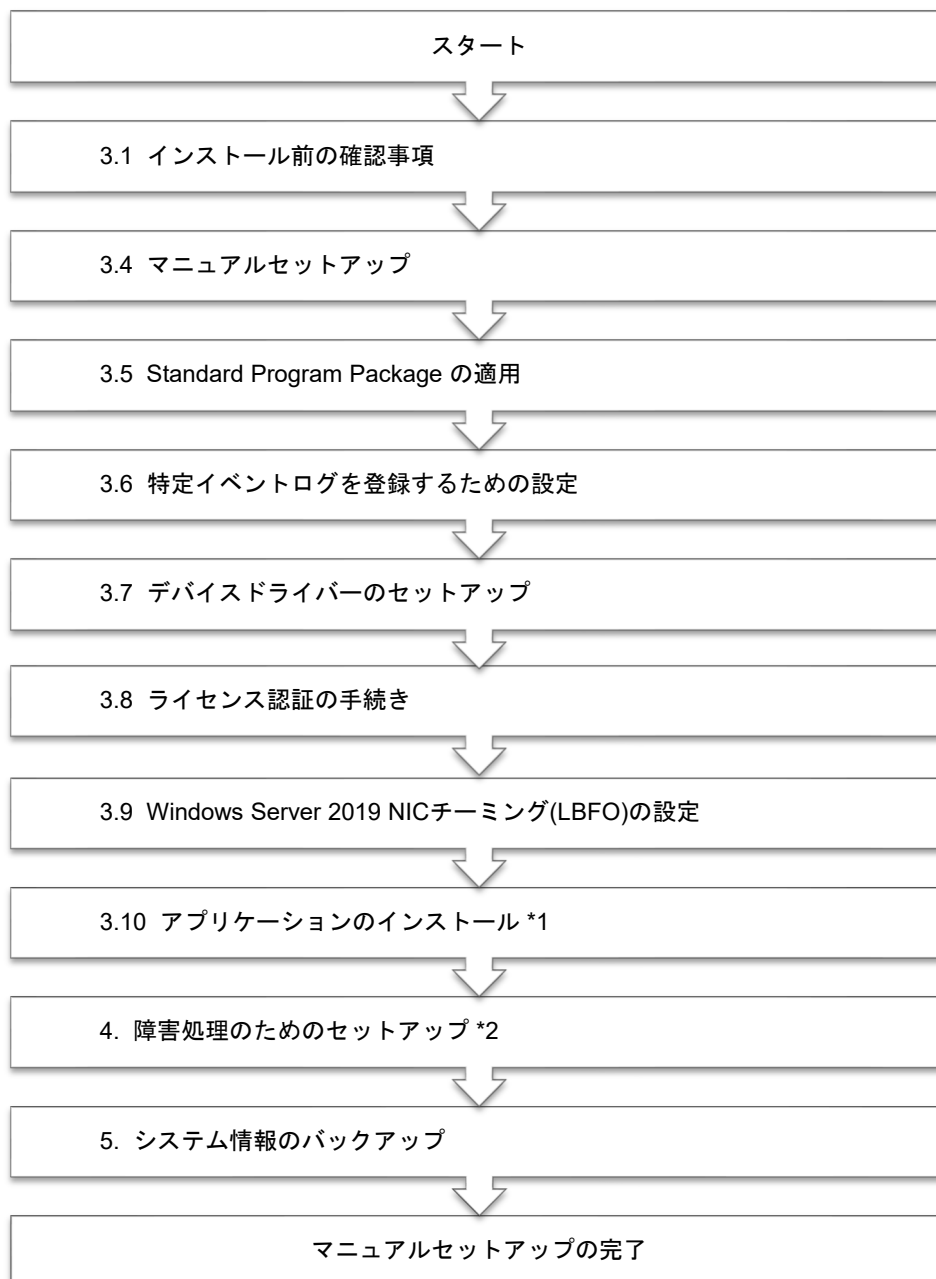 スタート
3.1 インストール前の確認事項
3.4 マニュアルセットアップ
3.5 Standard Program Package の適用
3.6 特定イベントログを登録するための設定
3.7 デバイスドライバーのセットアップ
3.8 ライセンス認証の手続き
3.9 Windows Server 2019 NICチーミング(LBFO)の設定
3.10 アプリケーションのインストール *1
4. 障害処理のためのセットアップ *2
5. システム情報のバックアップ
マニュアルセットアップの完了